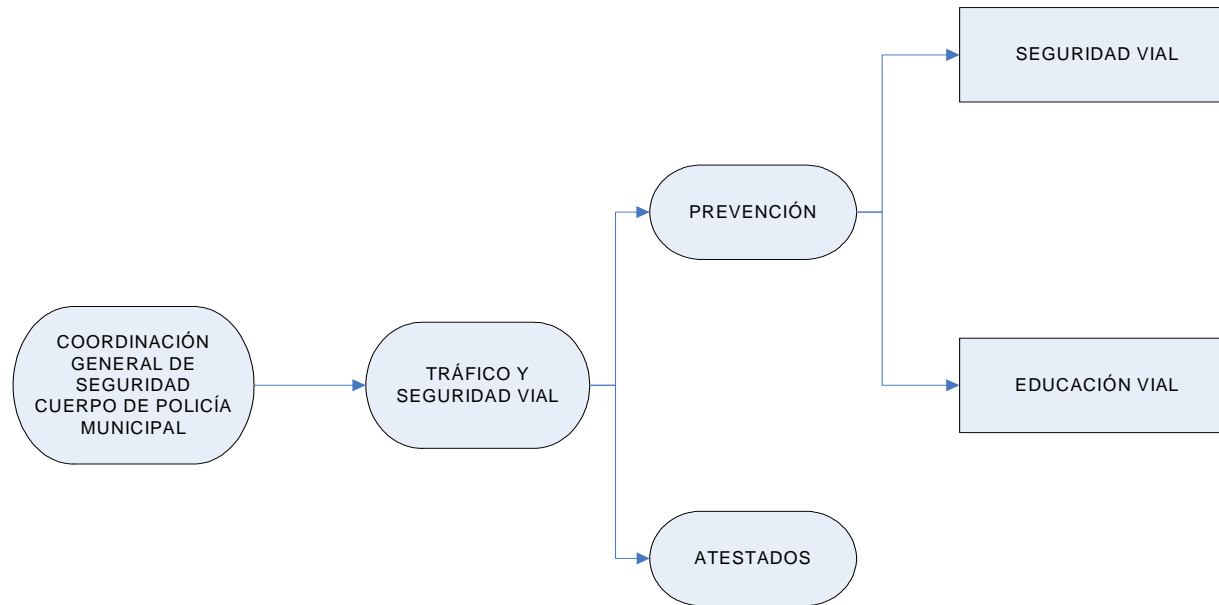 COORDINACIÓN
GENERAL DE
SEGURIDAD
CUERPO DE POLICÍA
MUNICIPAL
TRÁFICO Y
SEGURIDAD VIAL
PREVENCIÓN
ATESTADOS
SEGURIDAD VIAL
EDUCACIÓN VIAL